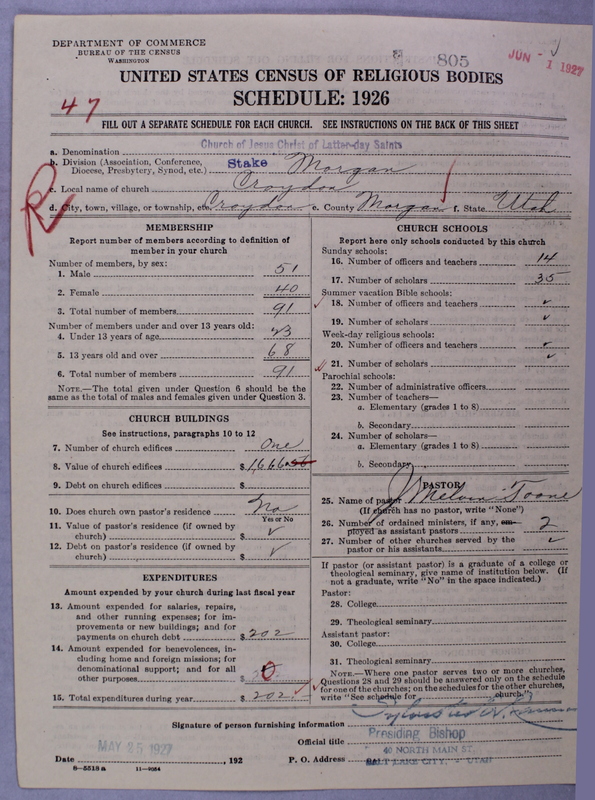 DEPARTMENT OF COMMERCE
BUREAU OF THE CENSUS
WASHINGTON
805
JUN - 1 1927
UNITED STATES CENSUS OF RELIGIOUS BODIES
SCHEDULE: 1926
47
FILL OUT A SEPARATE SCHEDULE FOR EACH CHURCH. SEE INSTRUCTIONS ON THE BACK OF THIS SHEET
Church of Jesus Christ of Latter-day Saints
a. Denomination
b. Division (Association, Conference, Diocese, Presbytery, Synod, etc.) Stake Morgan
c. Local name of church Croydon
d. City, town, village, or township, etc. Croydon e. County Morgan f. State Utah
R
MEMBERSHIP
Report number of members according to definition of
member in your church
Number of members, by sex:
1. Male 51
2. Female 40
3. Total number of members 91
Number of members under and over 13 years old:
4. Under 13 years of age 23
5. 13 years old and over 68
6. Total number of members 91
NOTE.—The total given under Question 6 should be the
same as the total of males and females given under Question 3.
CHURCH BUILDINGS
See instructions, paragraphs 10 to 12
7. Number of church edifices One
8. Value of church edifices $1,666.56
9. Debt on church edifices $
10. Does church own pastor's residence? No
Yes or No
11. Value of pastor's residence (if owned by
church) $ ✓
12. Debt on pastor's residence (if owned by
church) $ ✓
EXPENDITURES
Amount expended by your church during last fiscal year
13. Amount expended for salaries, repairs,
and other running expenses; for im-
provements or new buildings; and for
payments on church debt $ 202
14. Amount expended for benevolences, in-
cluding home and foreign missions; for
denominational support; and for all
other purposes $ 0
15. Total expenditures during year $ 202
CHURCH SCHOOLS
Report here only schools conducted by this church
Sunday schools:
16. Number of officers and teachers 14
17. Number of scholars 35
Summer vacation Bible schools:
18. Number of officers and teachers ✓
19. Number of scholars ✓
Week-day religious schools:
20. Number of officers and teachers ✓
21. Number of scholars ✓
Parochial schools:
22. Number of administrative officers
23. Number of teachers—
a. Elementary (grades 1 to 8)
b. Secondary
24. Number of scholars—
a. Elementary (grades 1 to 8)
b. Secondary
PASTOR
25. Name of pastor J Melvin Toone
(If church has no pastor, write "None")
26. Number of ordained ministers, if any, em-
ployed as assistant pastors 2
27. Number of other churches served by the
pastor or his assistants ✓
If pastor (or assistant pastor) is a graduate of a college or
theological seminary, give name of institution below. (If
not a graduate, write "No" in the space indicated.)
Pastor:
28. College
29. Theological seminary
Assistant pastor:
30. College
31. Theological seminary
NOTE.—Where one pastor serves two or more churches,
Questions 28 and 29 should be answered only on the schedule
for one of the churches; on the schedules for the other churches,
write "See schedule for church."
Signature of person furnishing information
Official title Presiding Bishop
MAY 25 1927
40 NORTH MAIN ST.
Date , 192 P. O. Address SALT LAKE CITY, - UTAH
8—5518 a 11—9054